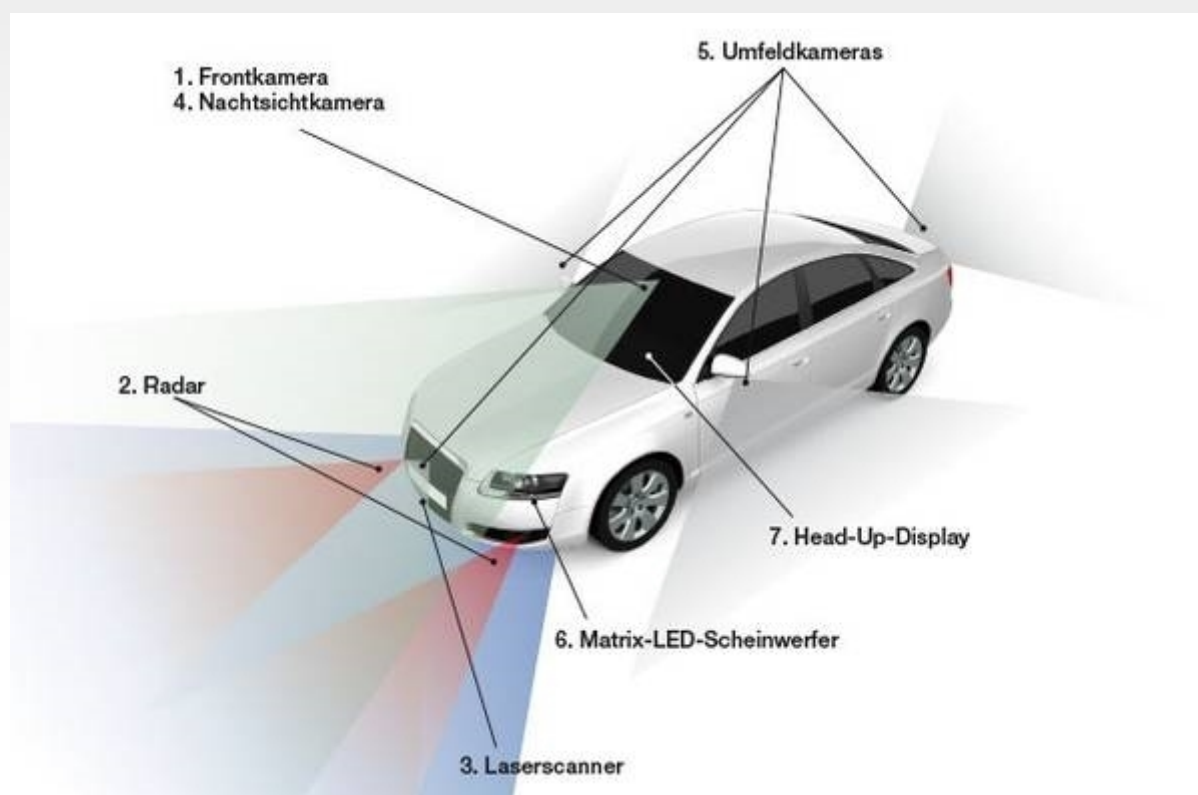 1. Frontkamera
4. Nachtsichtkamera
5. Umfeldkameras
2. Radar
7. Head-Up-Display
6. Matrix-LED-Scheinwerfer
3. Laserscanner